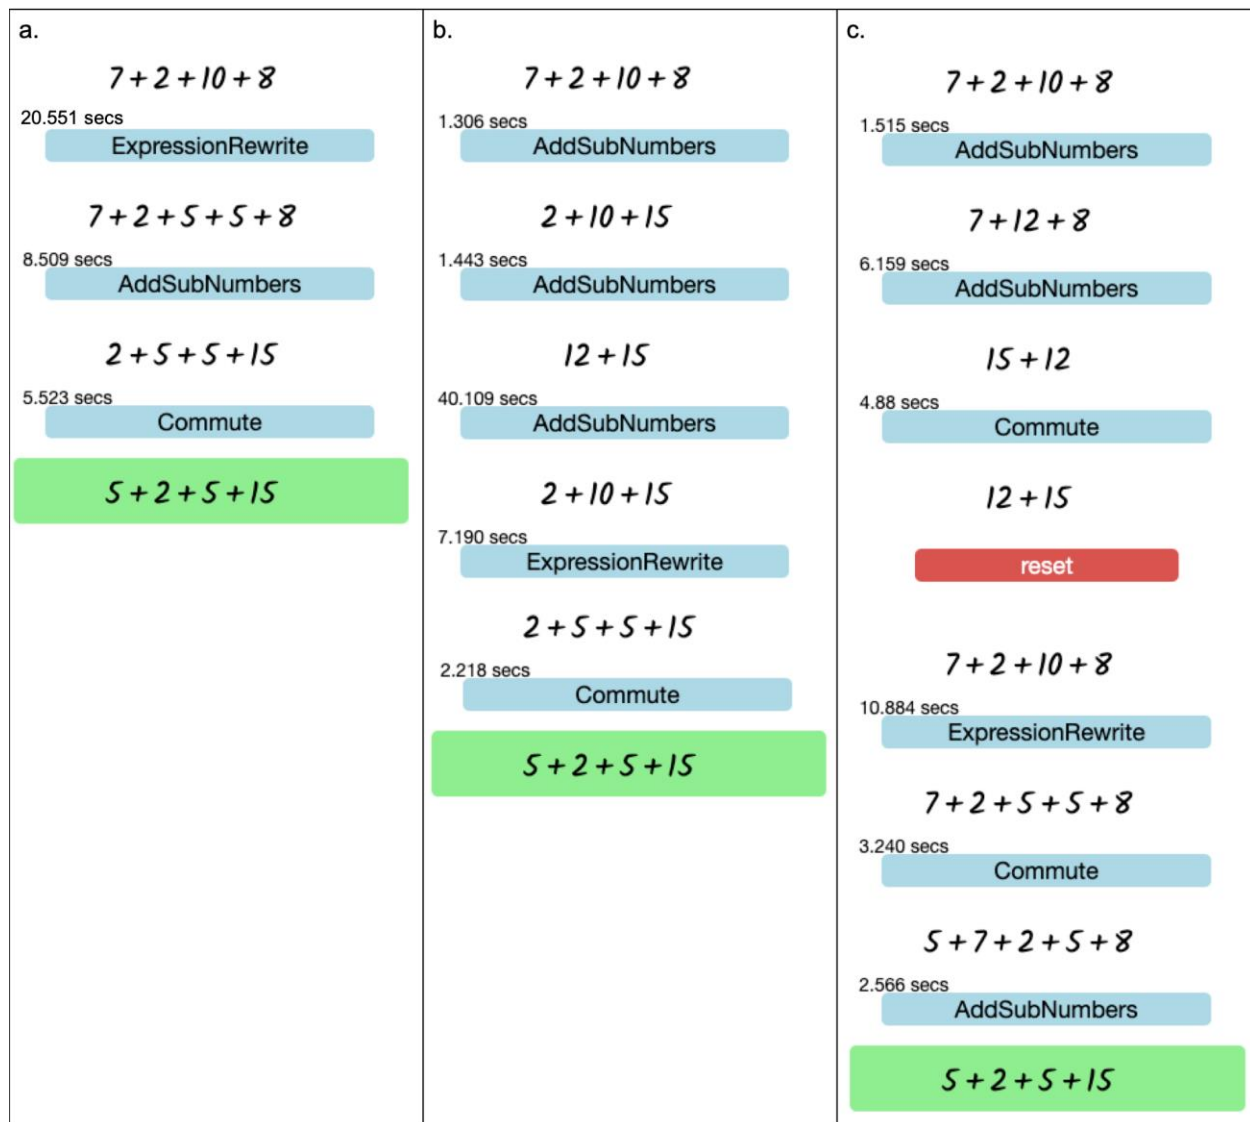 a.
7+2+10+8
20.551 secs
ExpressionRewrite
7+2+5+5+8
8.509 secs
AddSubNumbers
2+5+5+15
5.523 secs
Commute
5+2+5+15
b.
7+2+10+8
1.306 secs
AddSubNumbers
2+10+15
1.443 secs
AddSubNumbers
12+15
40.109 secs
AddSubNumbers
2+10+15
7.190 secs
ExpressionRewrite
2+5+5+15
2.218 secs
Commute
5+2+5+15
c.
7+2+10+8
1.515 secs
AddSubNumbers
7+12+8
6.159 secs
AddSubNumbers
15+12
4.88 secs
Commute
12+15
reset
7+2+10+8
10.884 secs
ExpressionRewrite
7+2+5+5+8
3.240 secs
Commute
5+7+2+5+8
2.566 secs
AddSubNumbers
5+2+5+15